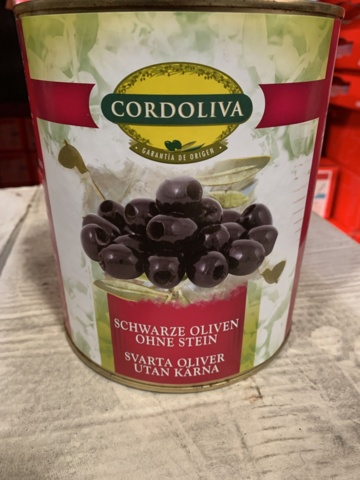 CORDOLIVA
GARANTÍA DE ORIGEN
SCHWARZE OLIVEN
OHNE STEIN
SVARTA OLIVER
UTAN KÄRNA